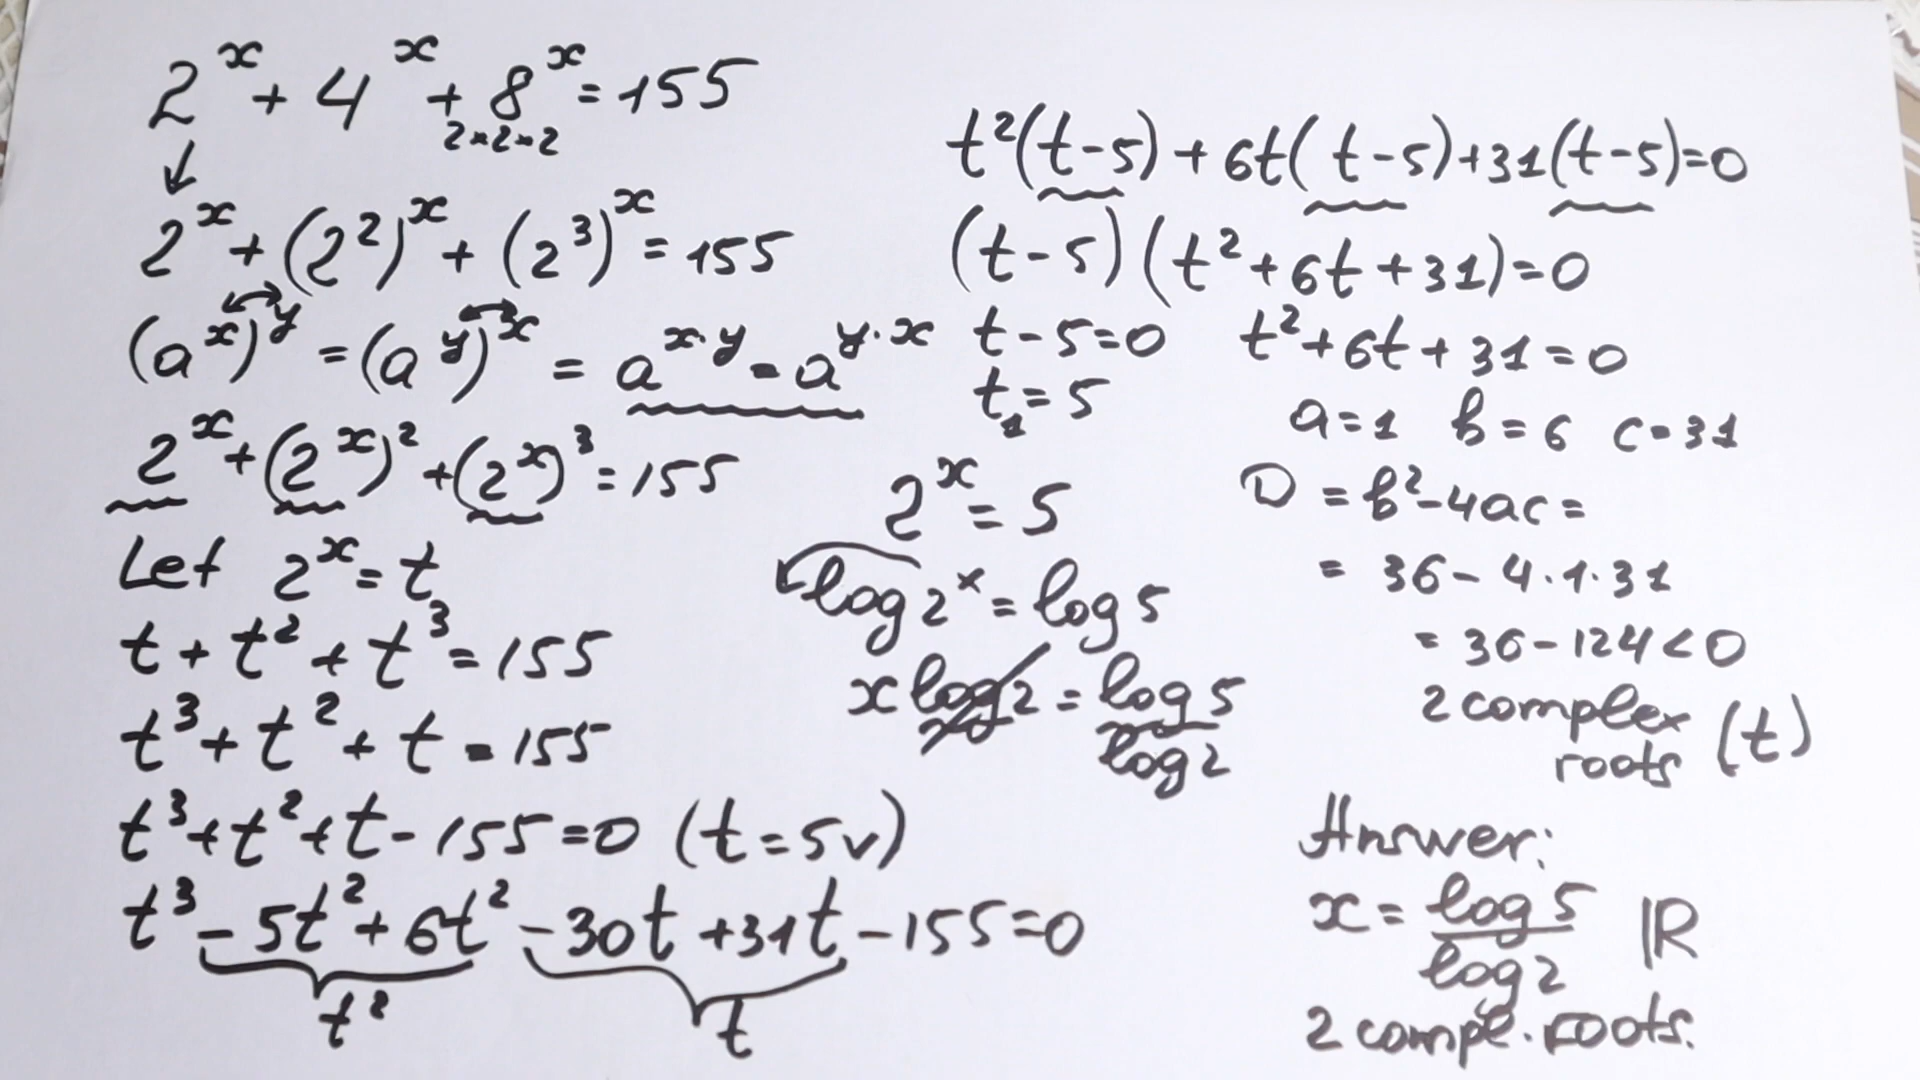 2^x + 4^x + 8^x = 155
2·2·2
↓
2^x + (2^2)^x + (2^3)^x = 155
(a^x)^y = (a^y)^x = a^{x·y} = a^{y·x}
2^x + (2^x)^2 + (2^x)^3 = 155
Let 2^x = t
t + t^2 + t^3 = 155
t^3 + t^2 + t = 155
t^3 + t^2 + t - 155 = 0 (t = 5 v)
t^3 - 5t^2 + 6t^2 - 30t + 31t - 155 = 0
t^2 t
t^2(t-5) + 6t(t-5) + 31(t-5) = 0
(t-5)(t^2 + 6t + 31) = 0
t - 5 = 0
t_1 = 5
2^x = 5
log 2^x = log 5
x log 2 = log 5
log 2
t^2 + 6t + 31 = 0
a = 1 b = 6 c = 31
D = b^2 - 4ac =
= 36 - 4·1·31
= 36 - 124 < 0
2 complex
roots (t)
Answer:
x = log 5 / log 2 ℝ
2 compl. roots.